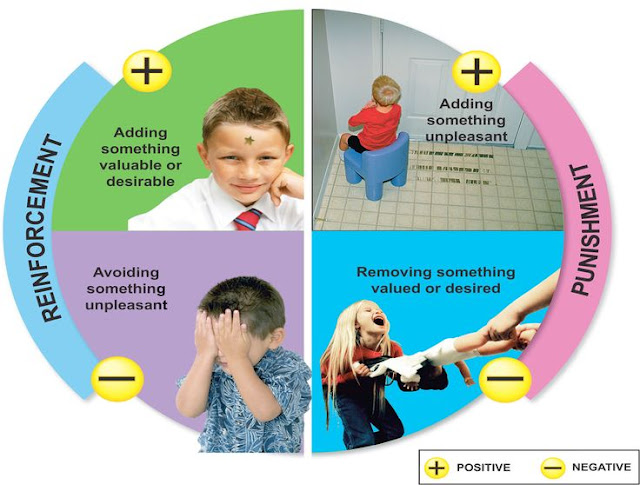 REINFORCEMENT
+
Adding
something
valuable or
desirable
+
Adding
something
unpleasant
PUNISHMENT
Avoiding
something
unpleasant
−
Removing something
valued or desired
−
+ POSITIVE − NEGATIVE